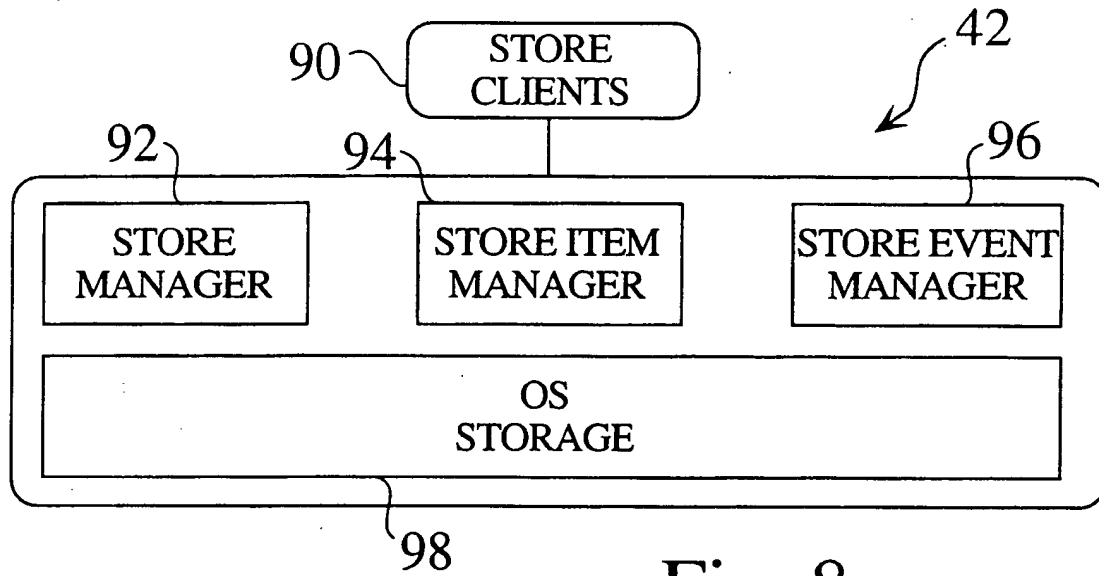 STORE
CLIENTS
90
42
92
94
96
STORE
MANAGER
STORE ITEM
MANAGER
STORE EVENT
MANAGER
OS
STORAGE
98